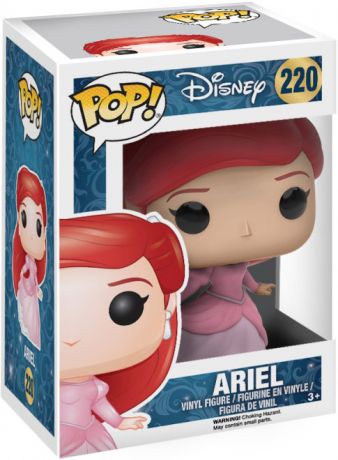 POP!
Disney
220
POP!
ARIEL
VINYL FIGURE / FIGURINE EN VINYLE /
FIGURA DE VINIL
WARNING! Choking Hazard.
May contain small parts.
3+
ARIEL
220